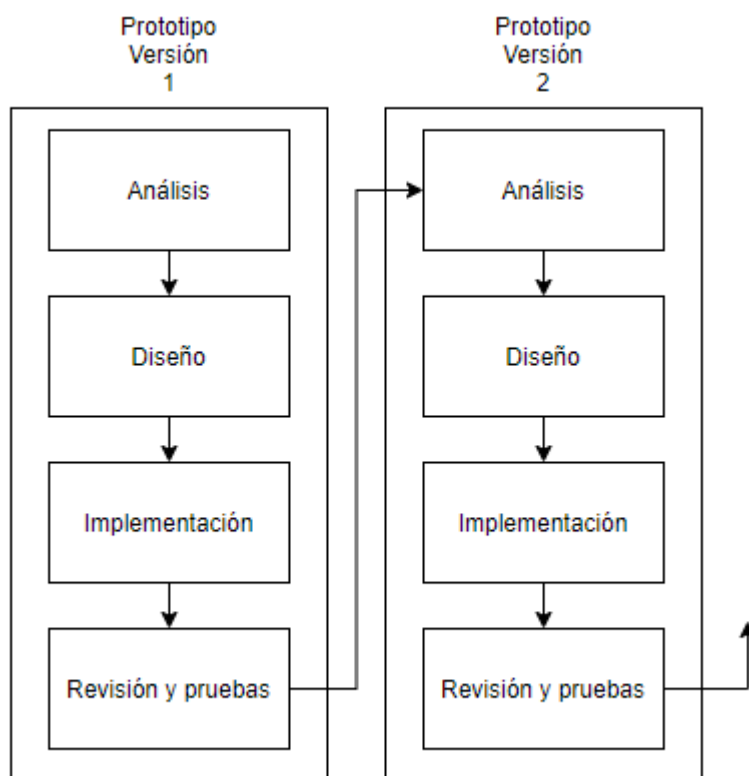 Prototipo
Versión
1
Análisis
Diseño
Implementación
Revisión y pruebas
Prototipo
Versión
2
Análisis
Diseño
Implementación
Revisión y pruebas